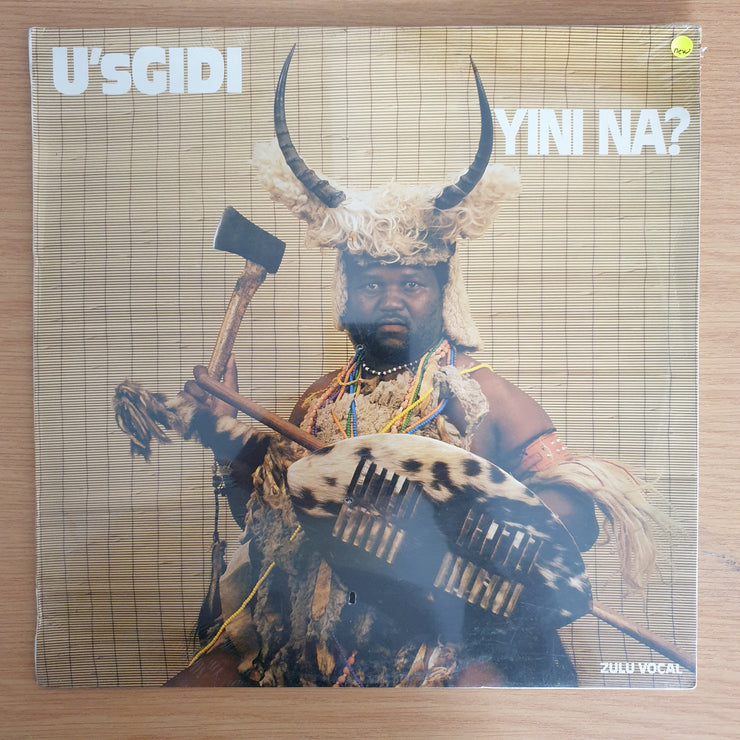 U'sGIDI
new
YINI NA?
ZULU VOCAL